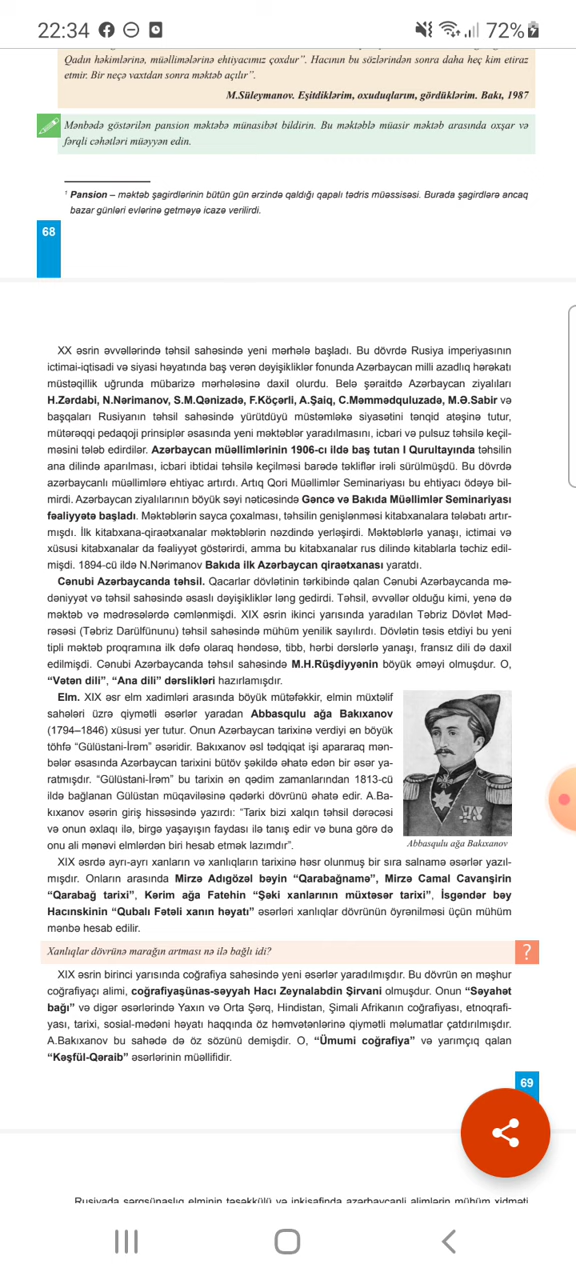 22:34
72%
Qadın həkimlərinə, müəllimələrinə ehtiyacımız çoxdur”. Hacının bu sözlərindən sonra daha heç kim etiraz
etmir. Bir neçə vaxtdan sonra məktəb açılır”.
M.Süleymanov. Eşitdiklərim, oxuduqlarım, gördüklərim. Bakı, 1987
Mənbədə göstərilən pansion məktəbə münasibət bildirin. Bu məktəblə müasir məktəb arasında oxşar və
fərqli cəhətləri müəyyən edin.
¹ Pansion – məktəb şagirdlərinin bütün gün ərzində qaldığı qapalı tədris müəssisəsi. Burada şagirdlərə ancaq
bazar günləri evlərinə getməyə icazə verilirdi.
68
XX əsrin əvvəllərində təhsil sahəsində yeni mərhələ başladı. Bu dövrdə Rusiya imperiyasının
ictimai-iqtisadi və siyasi həyatında baş verən dəyişikliklər fonunda Azərbaycan milli azadlıq hərəkatı
müstəqillik uğrunda mübarizə mərhələsinə daxil olurdu. Belə şəraitdə Azərbaycan ziyalıları
H.Zərdabi, N.Nərimanov, S.M.Qənizadə, F.Köçərli, A.Şaiq, C.Məmmədquluzadə, M.Ə.Sabir və
başqaları Rusiyanın təhsil sahəsində yürütdüyü müstəmləkə siyasətini tənqid atəşinə tutur,
mütərəqqi pedaqoji prinsiplər əsasında yeni məktəblər yaradılmasını, icbari və pulsuz təhsilə keçil-
məsini tələb edirdilər. Azərbaycan müəllimlərinin 1906-cı ildə baş tutan I Qurultayında təhsilin
ana dilində aparılması, icbari ibtidai təhsilə keçilməsi barədə təkliflər irəli sürülmüşdü. Bu dövrdə
azərbaycanlı müəllimlərə ehtiyac artırdı. Artıq Qori Müəllimlər Seminariyası bu ehtiyacı ödəyə bil-
mirdi. Azərbaycan ziyalılarının böyük səyi nəticəsində Gəncə və Bakıda Müəllimlər Seminariyası
fəaliyyətə başladı. Məktəblərin sayca çoxalması, təhsilin genişlənməsi kitabxanalara tələbatı artır-
mışdı. İlk kitabxana-qiraətxanalar məktəblərin nəzdində yerləşirdi. Məktəblərlə yanaşı, ictimai və
xüsusi kitabxanalar da fəaliyyət göstərirdi, amma bu kitabxanalar rus dilində kitablarla təchiz edil-
mişdi. 1894-cü ildə N.Nərimanov Bakıda ilk Azərbaycan qiraətxanası yaratdı.
Cənubi Azərbaycanda təhsil. Qacarlar dövlətinin tərkibində qalan Cənubi Azərbaycanda mə-
dəniyyət və təhsil sahəsində əsaslı dəyişikliklər ləng gedirdi. Təhsil, əvvəllər olduğu kimi, yenə də
məktəb və mədrəsələrdə cəmlənmişdi. XIX əsrin ikinci yarısında yaradılan Təbriz Dövlət Məd-
rəsəsi (Təbriz Darülfünunu) təhsil sahəsində mühüm yenilik sayılırdı. Dövlətin təsis etdiyi bu yeni
tipli məktəb proqramına ilk dəfə olaraq həndəsə, tibb, hərbi dərslərlə yanaşı, fransız dili də daxil
edilmişdi. Cənubi Azərbaycanda təhsıl sahəsində M.H.Rüşdiyyənin böyük əməyi olmuşdur. O,
“Vətən dili”, “Ana dili” dərslikləri hazırlamışdır.
Elm. XIX əsr elm xadimləri arasında böyük mütəfəkkir, elmin müxtəlif
sahələri üzrə qiymətli əsərlər yaradan Abbasqulu ağa Bakıxanov
(1794–1846) xüsusi yer tutur. Onun Azərbaycan tarixinə verdiyi ən böyük
töhfə “Gülüstani-İrəm” əsəridir. Bakıxanov əsl tədqiqat işi apararaq mən-
bələr əsasında Azərbaycan tarixini bütöv şəkildə əhatə edən bir əsər ya-
ratmışdır. “Gülüstani-İrəm” bu tarixin ən qədim zamanlarından 1813-cü
ildə bağlanan Gülüstan müqaviləsinə qədərki dövrünü əhatə edir. A.Ba-
kıxanov əsərin giriş hissəsində yazırdı: “Tarix bizi xalqın təhsil dərəcəsi
və onun əxlaqı ilə, birgə yaşayışın faydası ilə tanış edir və buna görə də
onu ali mənəvi elmlərdən biri hesab etmək lazımdır”.
Abbasqulu ağa Bakıxanov
XIX əsrdə ayrı-ayrı xanların və xanlıqların tarixinə həsr olunmuş bir sıra salnamə əsərlər yazıl-
mışdır. Onların arasında Mirzə Adıgözəl bəyin “Qarabağnamə”, Mirzə Camal Cavanşirin
“Qarabağ tarixi”, Kərim ağa Fatehin “Şəki xanlarının müxtəsər tarixi”, İsgəndər bəy
Hacınskinin “Qubalı Fətəli xanın həyatı” əsərləri xanlıqlar dövrünün öyrənilməsi üçün mühüm
mənbə hesab edilir.
Xanlıqlar dövrünə marağın artması nə ilə bağlı idi?
?
XIX əsrin birinci yarısında coğrafiya sahəsində yeni əsərlər yaradılmışdır. Bu dövrün ən məşhur
coğrafiyaçı alimi, coğrafiyaşünas-səyyah Hacı Zeynalabdin Şirvani olmuşdur. Onun “Səyahət
bağı” və digər əsərlərində Yaxın və Orta Şərq, Hindistan, Şimali Afrikanın coğrafiyası, etnoqrafi-
yası, tarixi, sosial-mədəni həyatı haqqında öz həmvətənlərinə qiymətli məlumatlar çatdırılmışdır.
A.Bakıxanov bu sahədə də öz sözünü demişdir. O, “Ümumi coğrafiya” və yarımçıq qalan
“Kəşfül-Qəraib” əsərlərinin müəllifidir.
69
Rusiyada şərqşünaslıq elminin təşəkkülü və inkişafında azərbaycanlı alimlərin mühüm xidməti